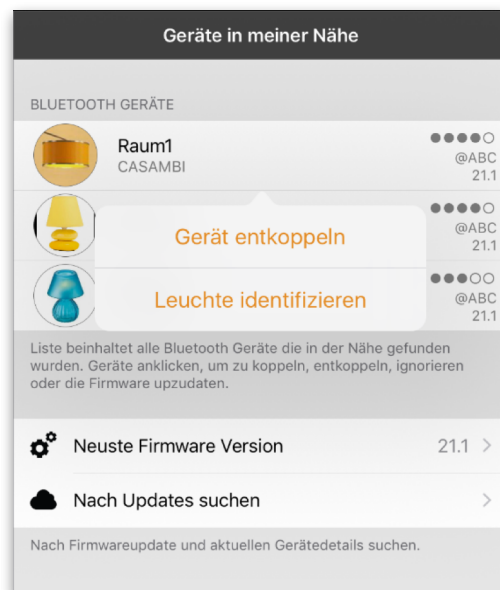 Geräte in meiner Nähe
BLUETOOTH GERÄTE
Raum1
CASAMBI
@ABC
21.1
Gerät entkoppeln
@ABC
21.1
Leuchte identifizieren
@ABC
21.1
Liste beinhaltet alle Bluetooth Geräte die in der Nähe gefunden
wurden. Geräte anklicken, um zu koppeln, entkoppeln, ignorieren
oder die Firmware upzudaten.
Neuste Firmware Version 21.1
Nach Updates suchen
Nach Firmwareupdate und aktuellen Gerätedetails suchen.